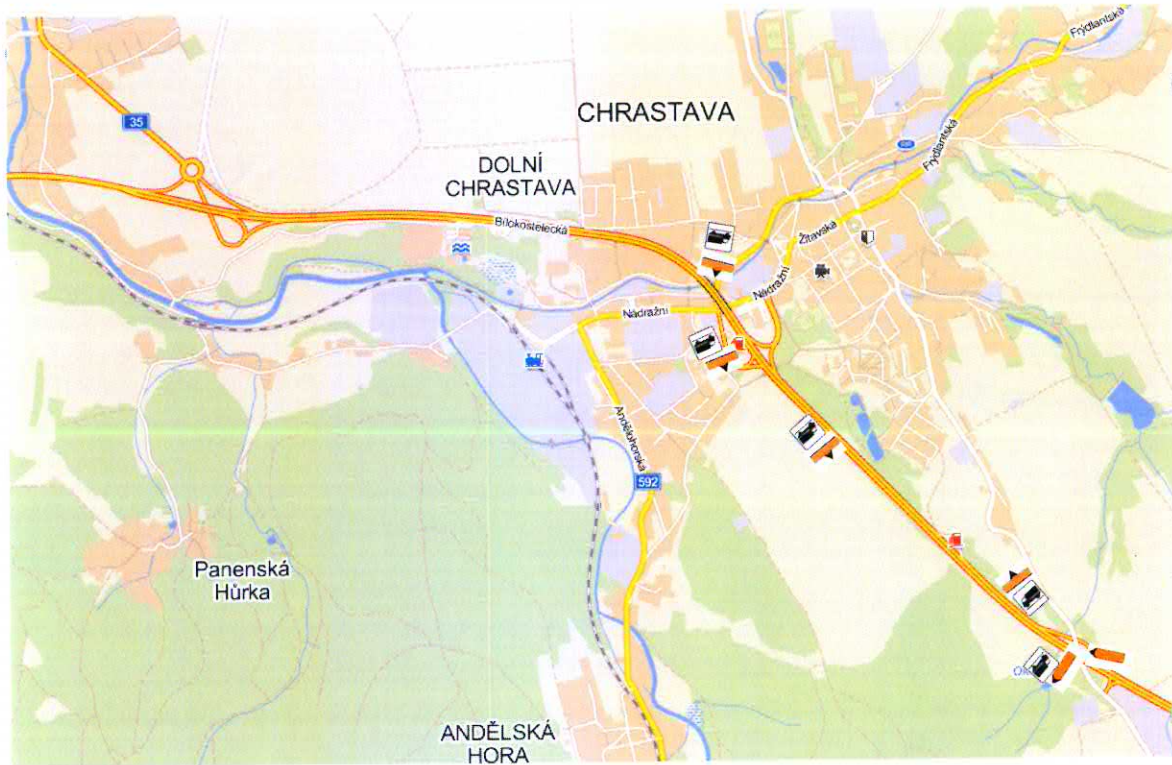 Frýdlantská
CHRASTAVA
35
DOLNÍ
CHRASTAVA
Frýdlantská
Bílokostelecká
Žitavská
Nádražní
Nádražní
Andělohorská
592
Panenská
Hůrka
ANDĚLSKÁ
HORA